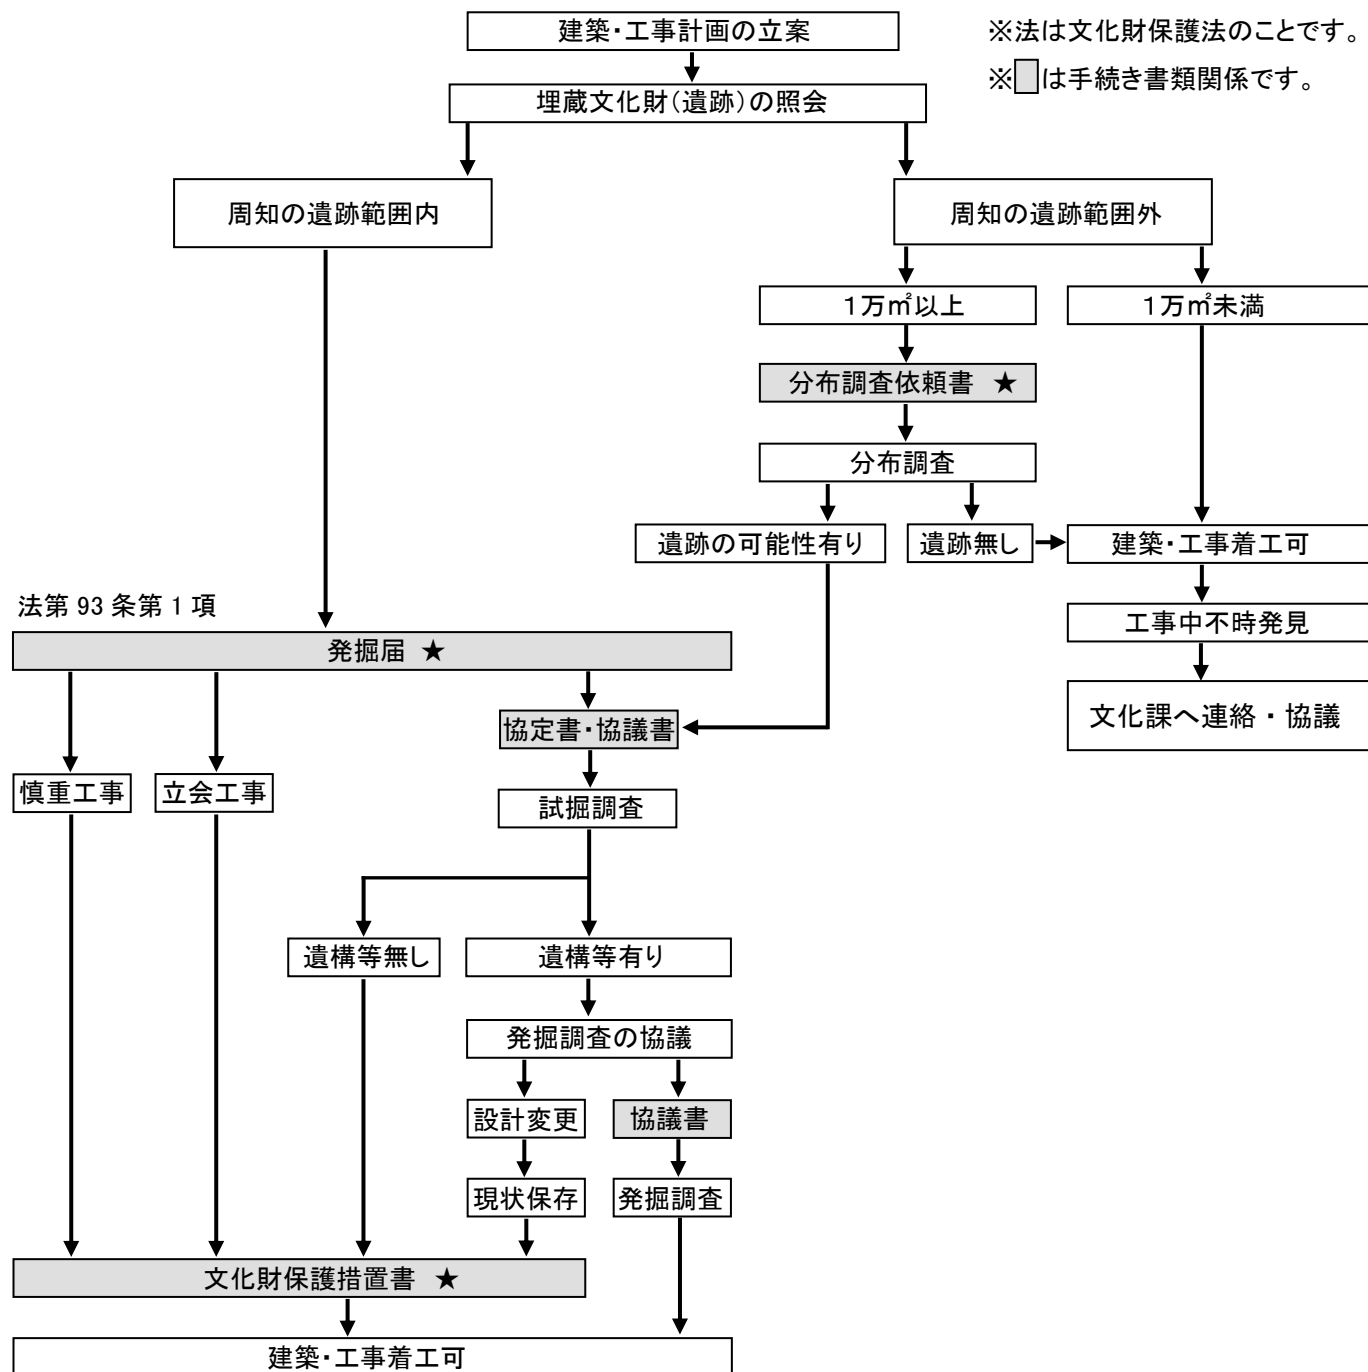 建築・工事計画の立案
※法は文化財保護法のことです。
※ は手続き書類関係です。
埋蔵文化財(遺跡)の照会
周知の遺跡範囲内
周知の遺跡範囲外
1万㎡以上
1万㎡未満
分布調査依頼書 ★
分布調査
遺跡の可能性有り
遺跡無し
建築・工事着工可
法第 93 条第 1 項
工事中不時発見
発掘届 ★
文化課へ連絡・協議
協定書・協議書
慎重工事
立会工事
試掘調査
遺構等無し
遺構等有り
発掘調査の協議
設計変更
協議書
現状保存
発掘調査
文化財保護措置書 ★
建築・工事着工可